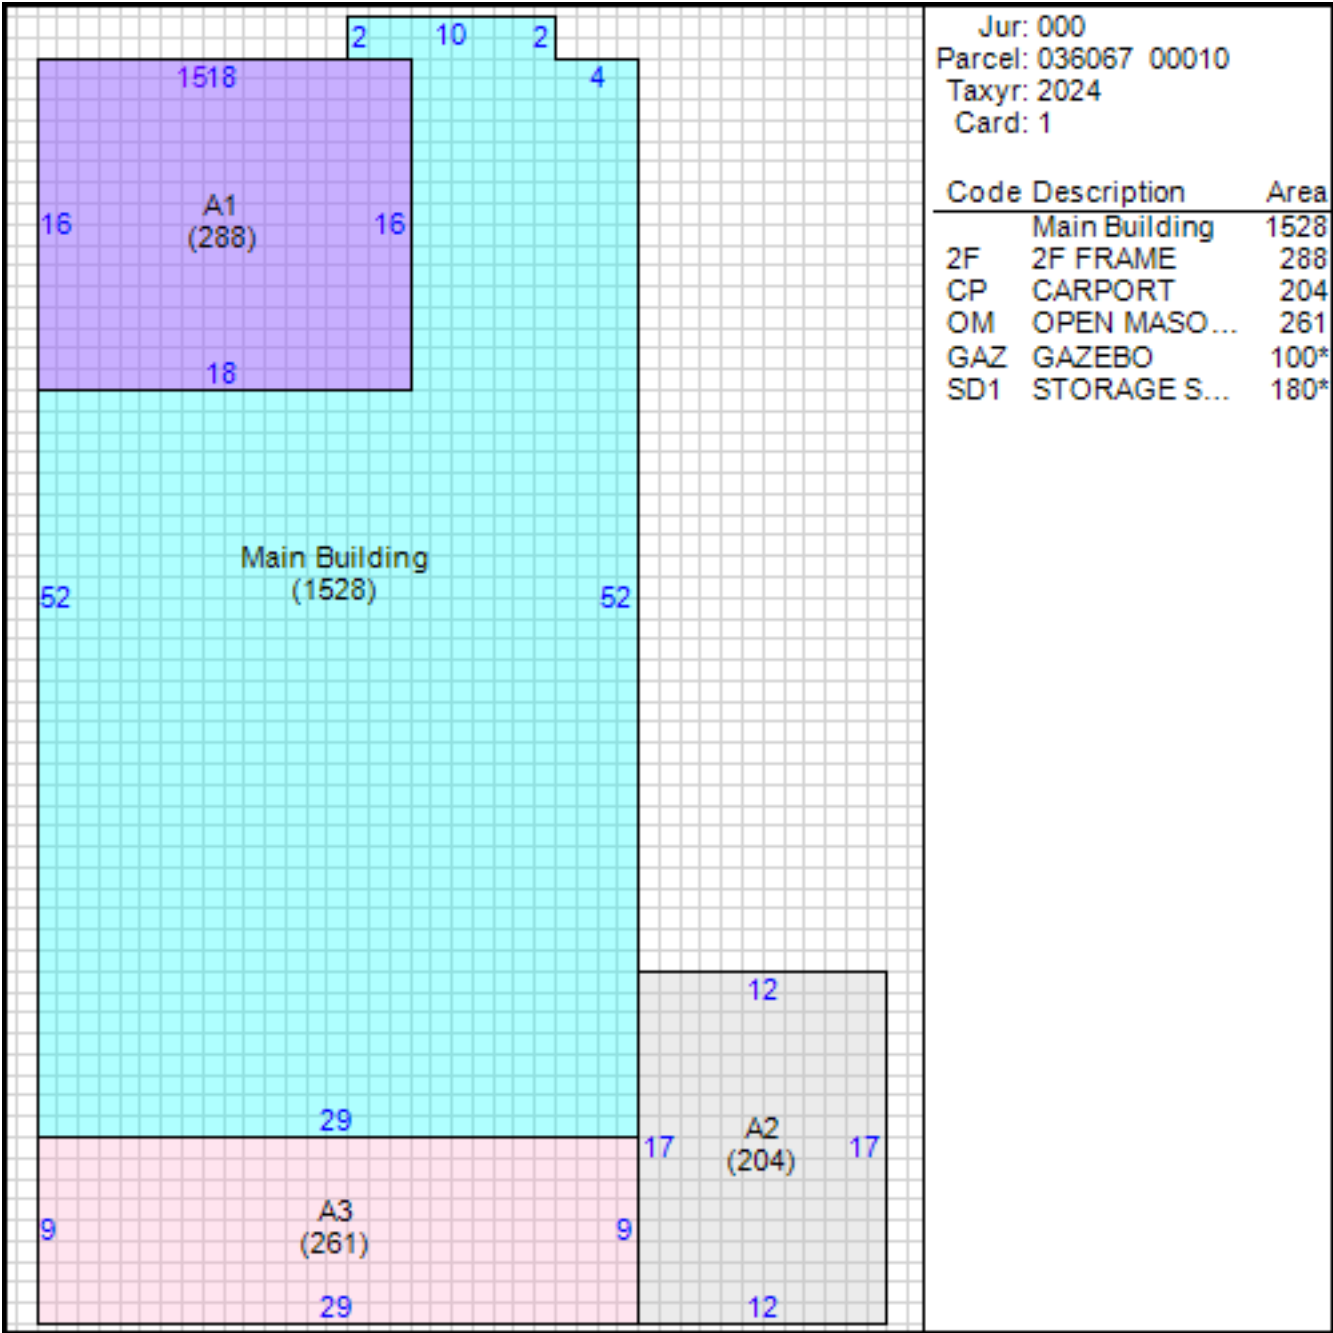 2 10 2
1518 4
A1
(288)
16 16
18
Main Building
(1528)
52 52
29
12
A2
(204)
17 17
A3
(261)
9 9
29 12
Jur: 000
Parcel: 036067 00010
Taxyr: 2024
Card: 1
Code Description Area
Main Building 1528
2F 2F FRAME 288
CP CARPORT 204
OM OPEN MASO... 261
GAZ GAZEBO 100*
SD1 STORAGE S... 180*